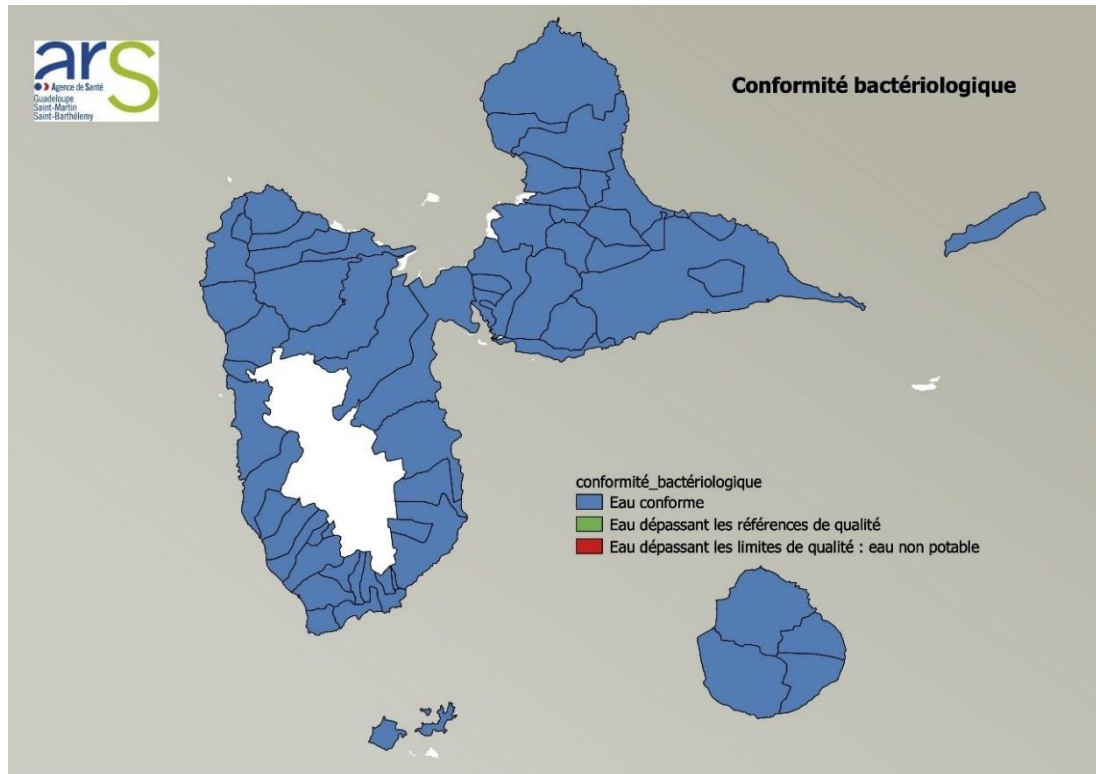 ars
Agence de Santé
Guadeloupe
Saint-Martin
Saint-Barthélemy
Conformité bactériologique
conformité_bactériologique
Eau conforme
Eau dépassant les références de qualité
Eau dépassant les limites de qualité : eau non potable